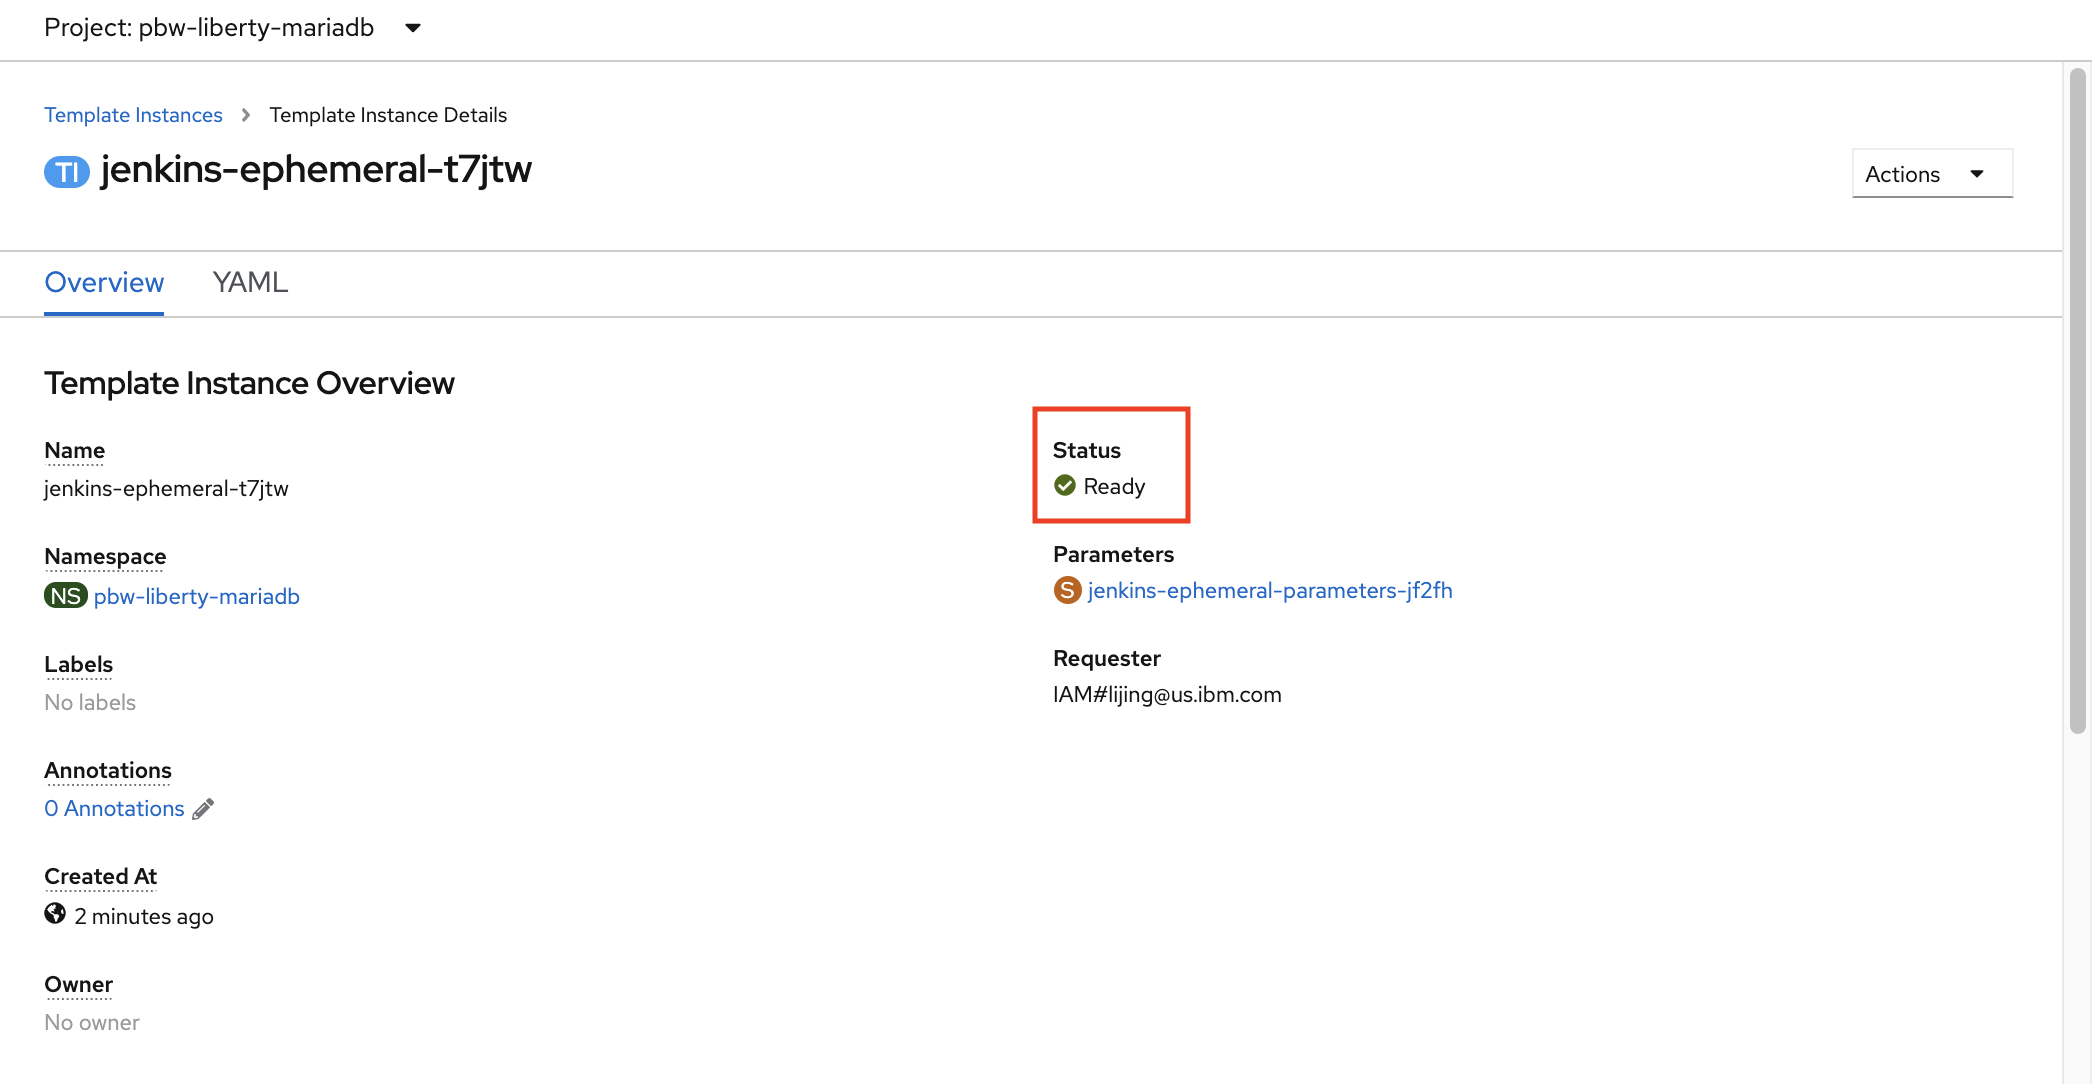 Project: pbw-liberty-mariadb
Template Instances > Template Instance Details
TI jenkins-ephemeral-t7jtw
Actions
Overview YAML
Template Instance Overview
Name
jenkins-ephemeral-t7jtw
Namespace
NS pbw-liberty-mariadb
Labels
No labels
Annotations
0 Annotations
Created At
2 minutes ago
Owner
No owner
Status
Ready
Parameters
S jenkins-ephemeral-parameters-jf2fh
Requester
IAM#lijing@us.ibm.com